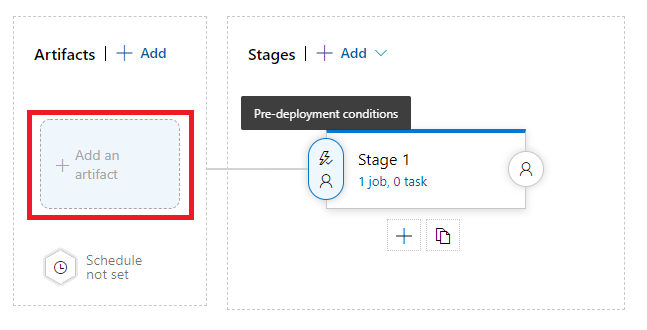 Artifacts | + Add
Stages | + Add
Pre-deployment conditions
Add an
artifact
Stage 1
1 job, 0 task
Schedule
not set